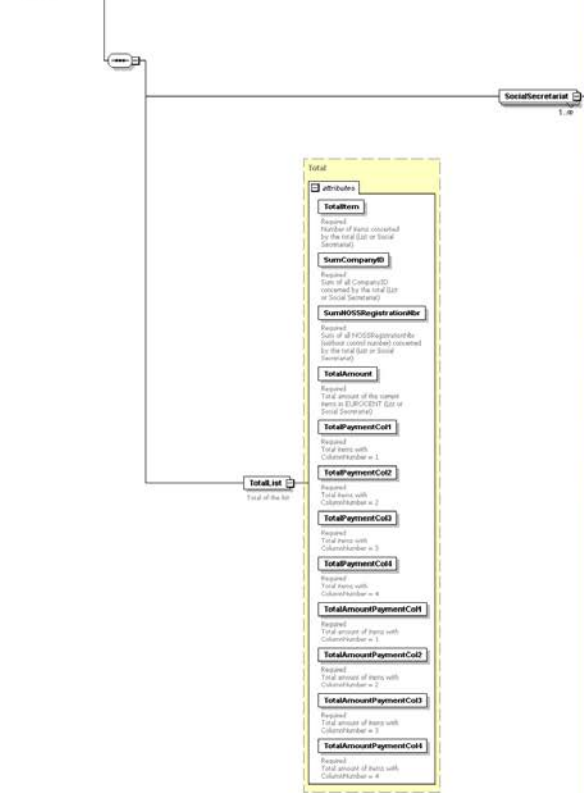 SocialSecretariat
1..∞
Total
attributes
TotalItem
Required
Number of items concerned
by the total (List or Social
Secretariat)
SumCompanyID
Required
Sum of all CompanyID
concerned by the total (List
or Social Secretariat)
SumNOSSRegistrationNbr
Required
Sum of all NOSSRegistrationNbr
(without control number) concerned
by the total (List or Social
Secretariat)
TotalAmount
Required
Total amount of the
items in EUROCENT (List or
Social Secretariat)
TotalPaymentCol1
Required
Total items with
ColumnNumber = 1
TotalPaymentCol2
Required
Total items with
ColumnNumber = 2
TotalList
Total of the list
TotalPaymentCol3
Required
Total items with
ColumnNumber = 3
TotalPaymentCol4
Required
Total items with
ColumnNumber = 4
TotalAmountPaymentCol1
Required
Total amount of items with
ColumnNumber = 1
TotalAmountPaymentCol2
Required
Total amount of items with
ColumnNumber = 2
TotalAmountPaymentCol3
Required
Total amount of items with
ColumnNumber = 3
TotalAmountPaymentCol4
Required
Total amount of items with
ColumnNumber = 4